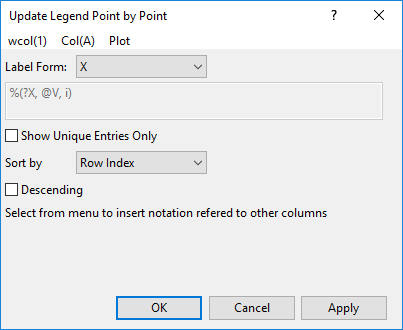 Update Legend Point by Point
wcol(1) Col(A) Plot
Label Form: X
%(?X, @V, i)
Show Unique Entries Only
Sort by Row Index
Descending
Select from menu to insert notation refered to other columns
OK Cancel Apply